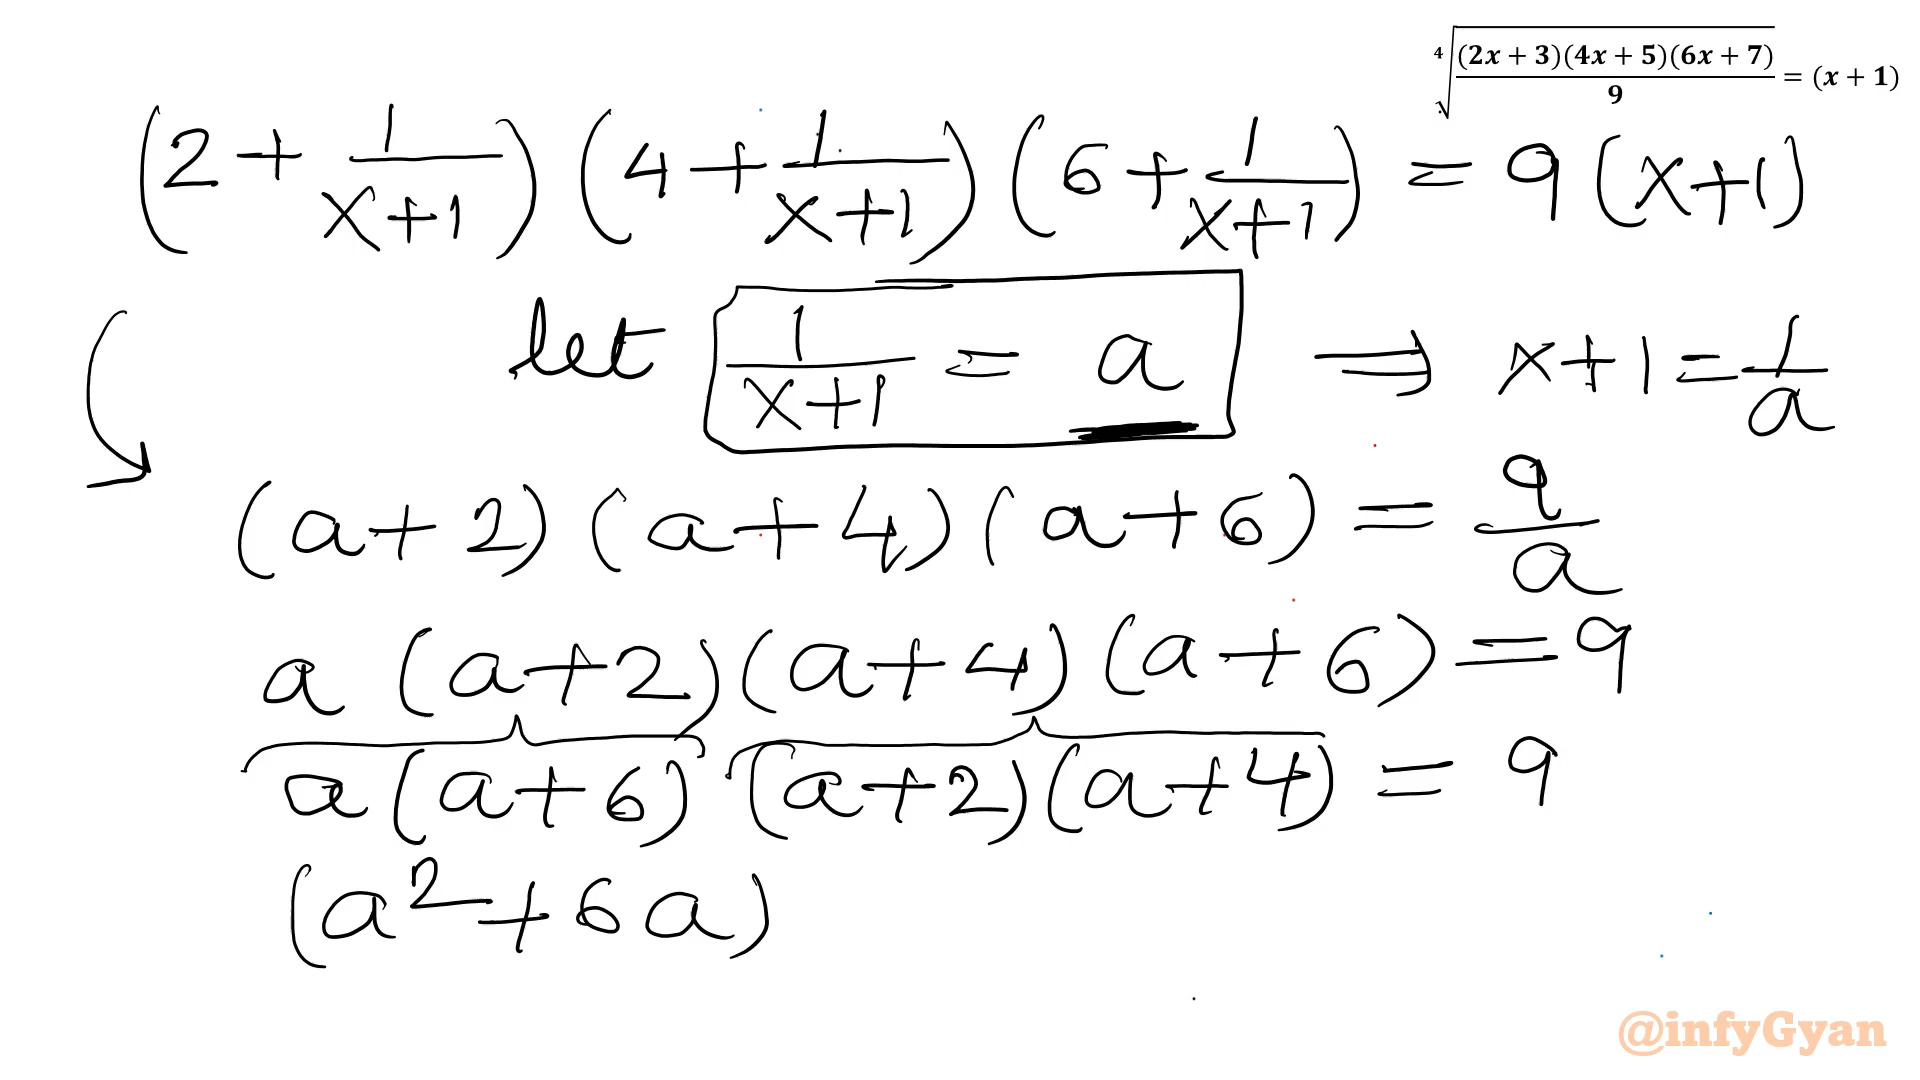 ∜((2x + 3)(4x + 5)(6x + 7)/9) = (x + 1)
(2 + 1/(x+1)) (4 + 1/(x+1)) (6 + 1/(x+1)) = 9 (x+1)
let 1/(x+1) = a ⟹ x+1 = 1/a
(a+2) (a+4) (a+6) = 9/a
a (a+2) (a+4) (a+6) = 9
a (a+6) (a+2) (a+4) = 9
(a² + 6a)
@infyGyan